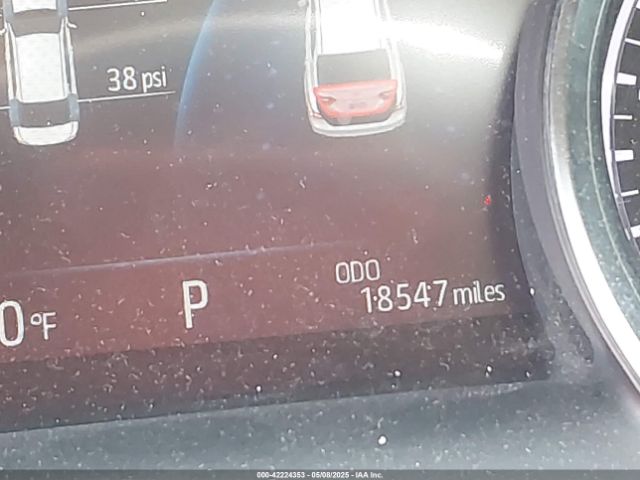 38 psi
0°F
P
ODO
18547 miles
000-42224353 — 05/08/2025 — IAA Inc.